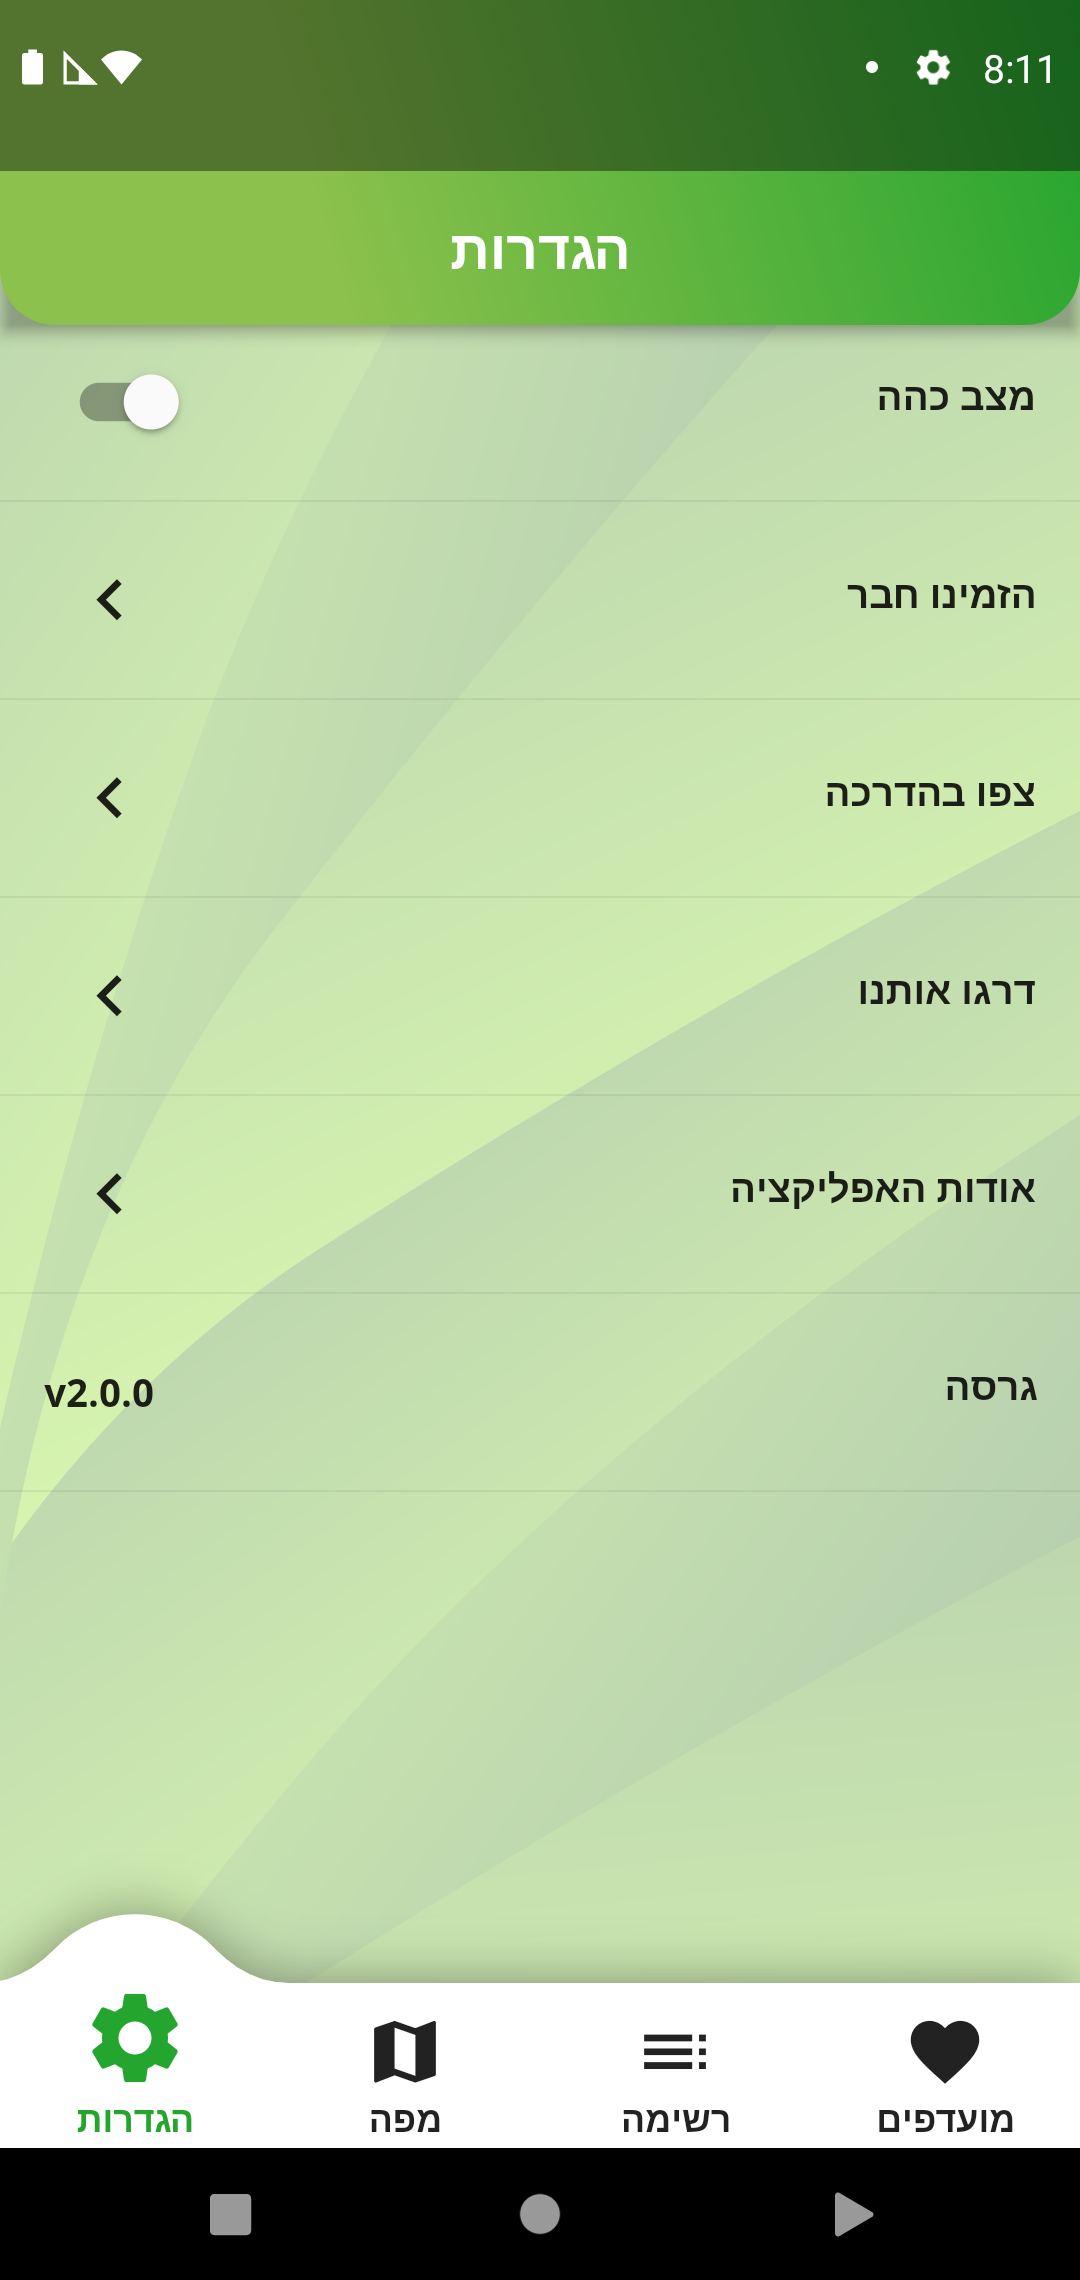 8:11
הגדרות
מצב כהה
הזמינו חבר
צפו בהדרכה
דרגו אותנו
אודות האפליקציה
גרסה v2.0.0
מועדפים
רשימה
מפה
הגדרות